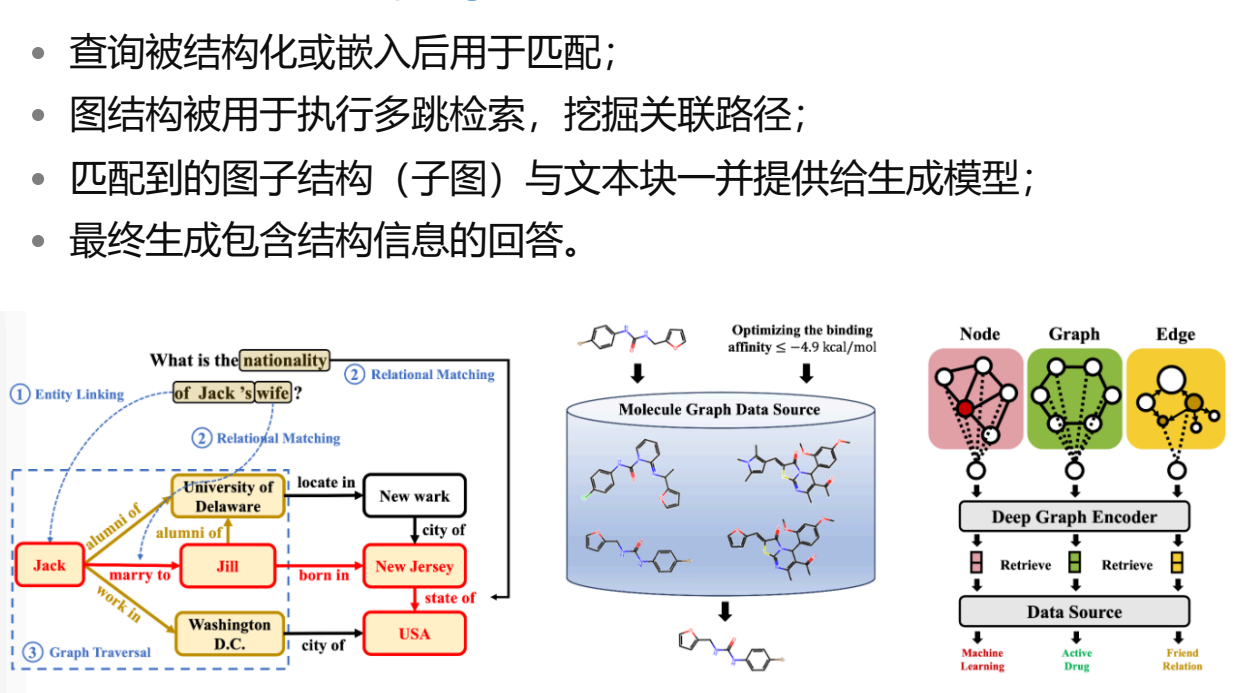 查询被结构化或嵌入后用于匹配；
图结构被用于执行多跳检索，挖掘关联路径；
匹配到的图子结构（子图）与文本块一并提供给生成模型；
最终生成包含结构信息的回答。
What is the nationality
of Jack 's wife ?
① Entity Linking
② Relational Matching
② Relational Matching
University of
Delaware
locate in
New wark
alumni of
alumni of
city of
Jack
marry to
Jill
born in
New Jersey
work in
state of
Washington
D.C.
city of
USA
③ Graph Traversal
Optimizing the binding
affinity ≤ −4.9 kcal/mol
Molecule Graph Data Source
Node
Graph
Edge
Deep Graph Encoder
Retrieve
Retrieve
Data Source
Machine
Learning
Active
Drug
Friend
Relation